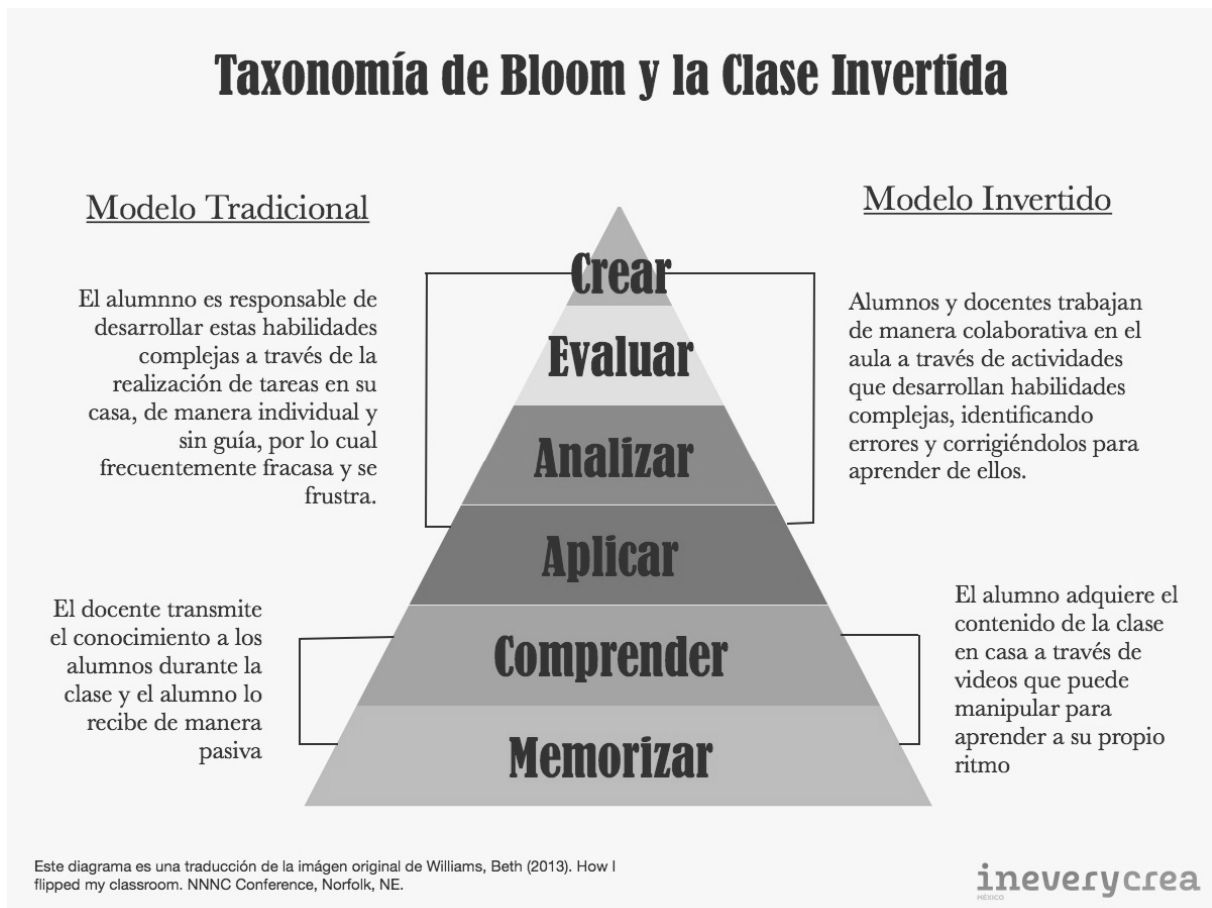 Taxonomía de Bloom y la Clase Invertida
Modelo Tradicional
El alumnno es responsable de
desarrollar estas habilidades
complejas a través de la
realización de tareas en su
casa, de manera individual y
sin guía, por lo cual
frecuentemente fracasa y se
frustra.
El docente transmite
el conocimiento a los
alumnos durante la
clase y el alumno lo
recibe de manera
pasiva
Crear
Evaluar
Analizar
Aplicar
Comprender
Memorizar
Modelo Invertido
Alumnos y docentes trabajan
de manera colaborativa en el
aula a través de actividades
que desarrollan habilidades
complejas, identificando
errores y corrigiéndolos para
aprender de ellos.
El alumno adquiere el
contenido de la clase
en casa a través de
videos que puede
manipular para
aprender a su propio
ritmo
Este diagrama es una traducción de la imágen original de Williams, Beth (2013). How I
flipped my classroom. NNNC Conference, Norfolk, NE.
ineverycrea
MÉXICO